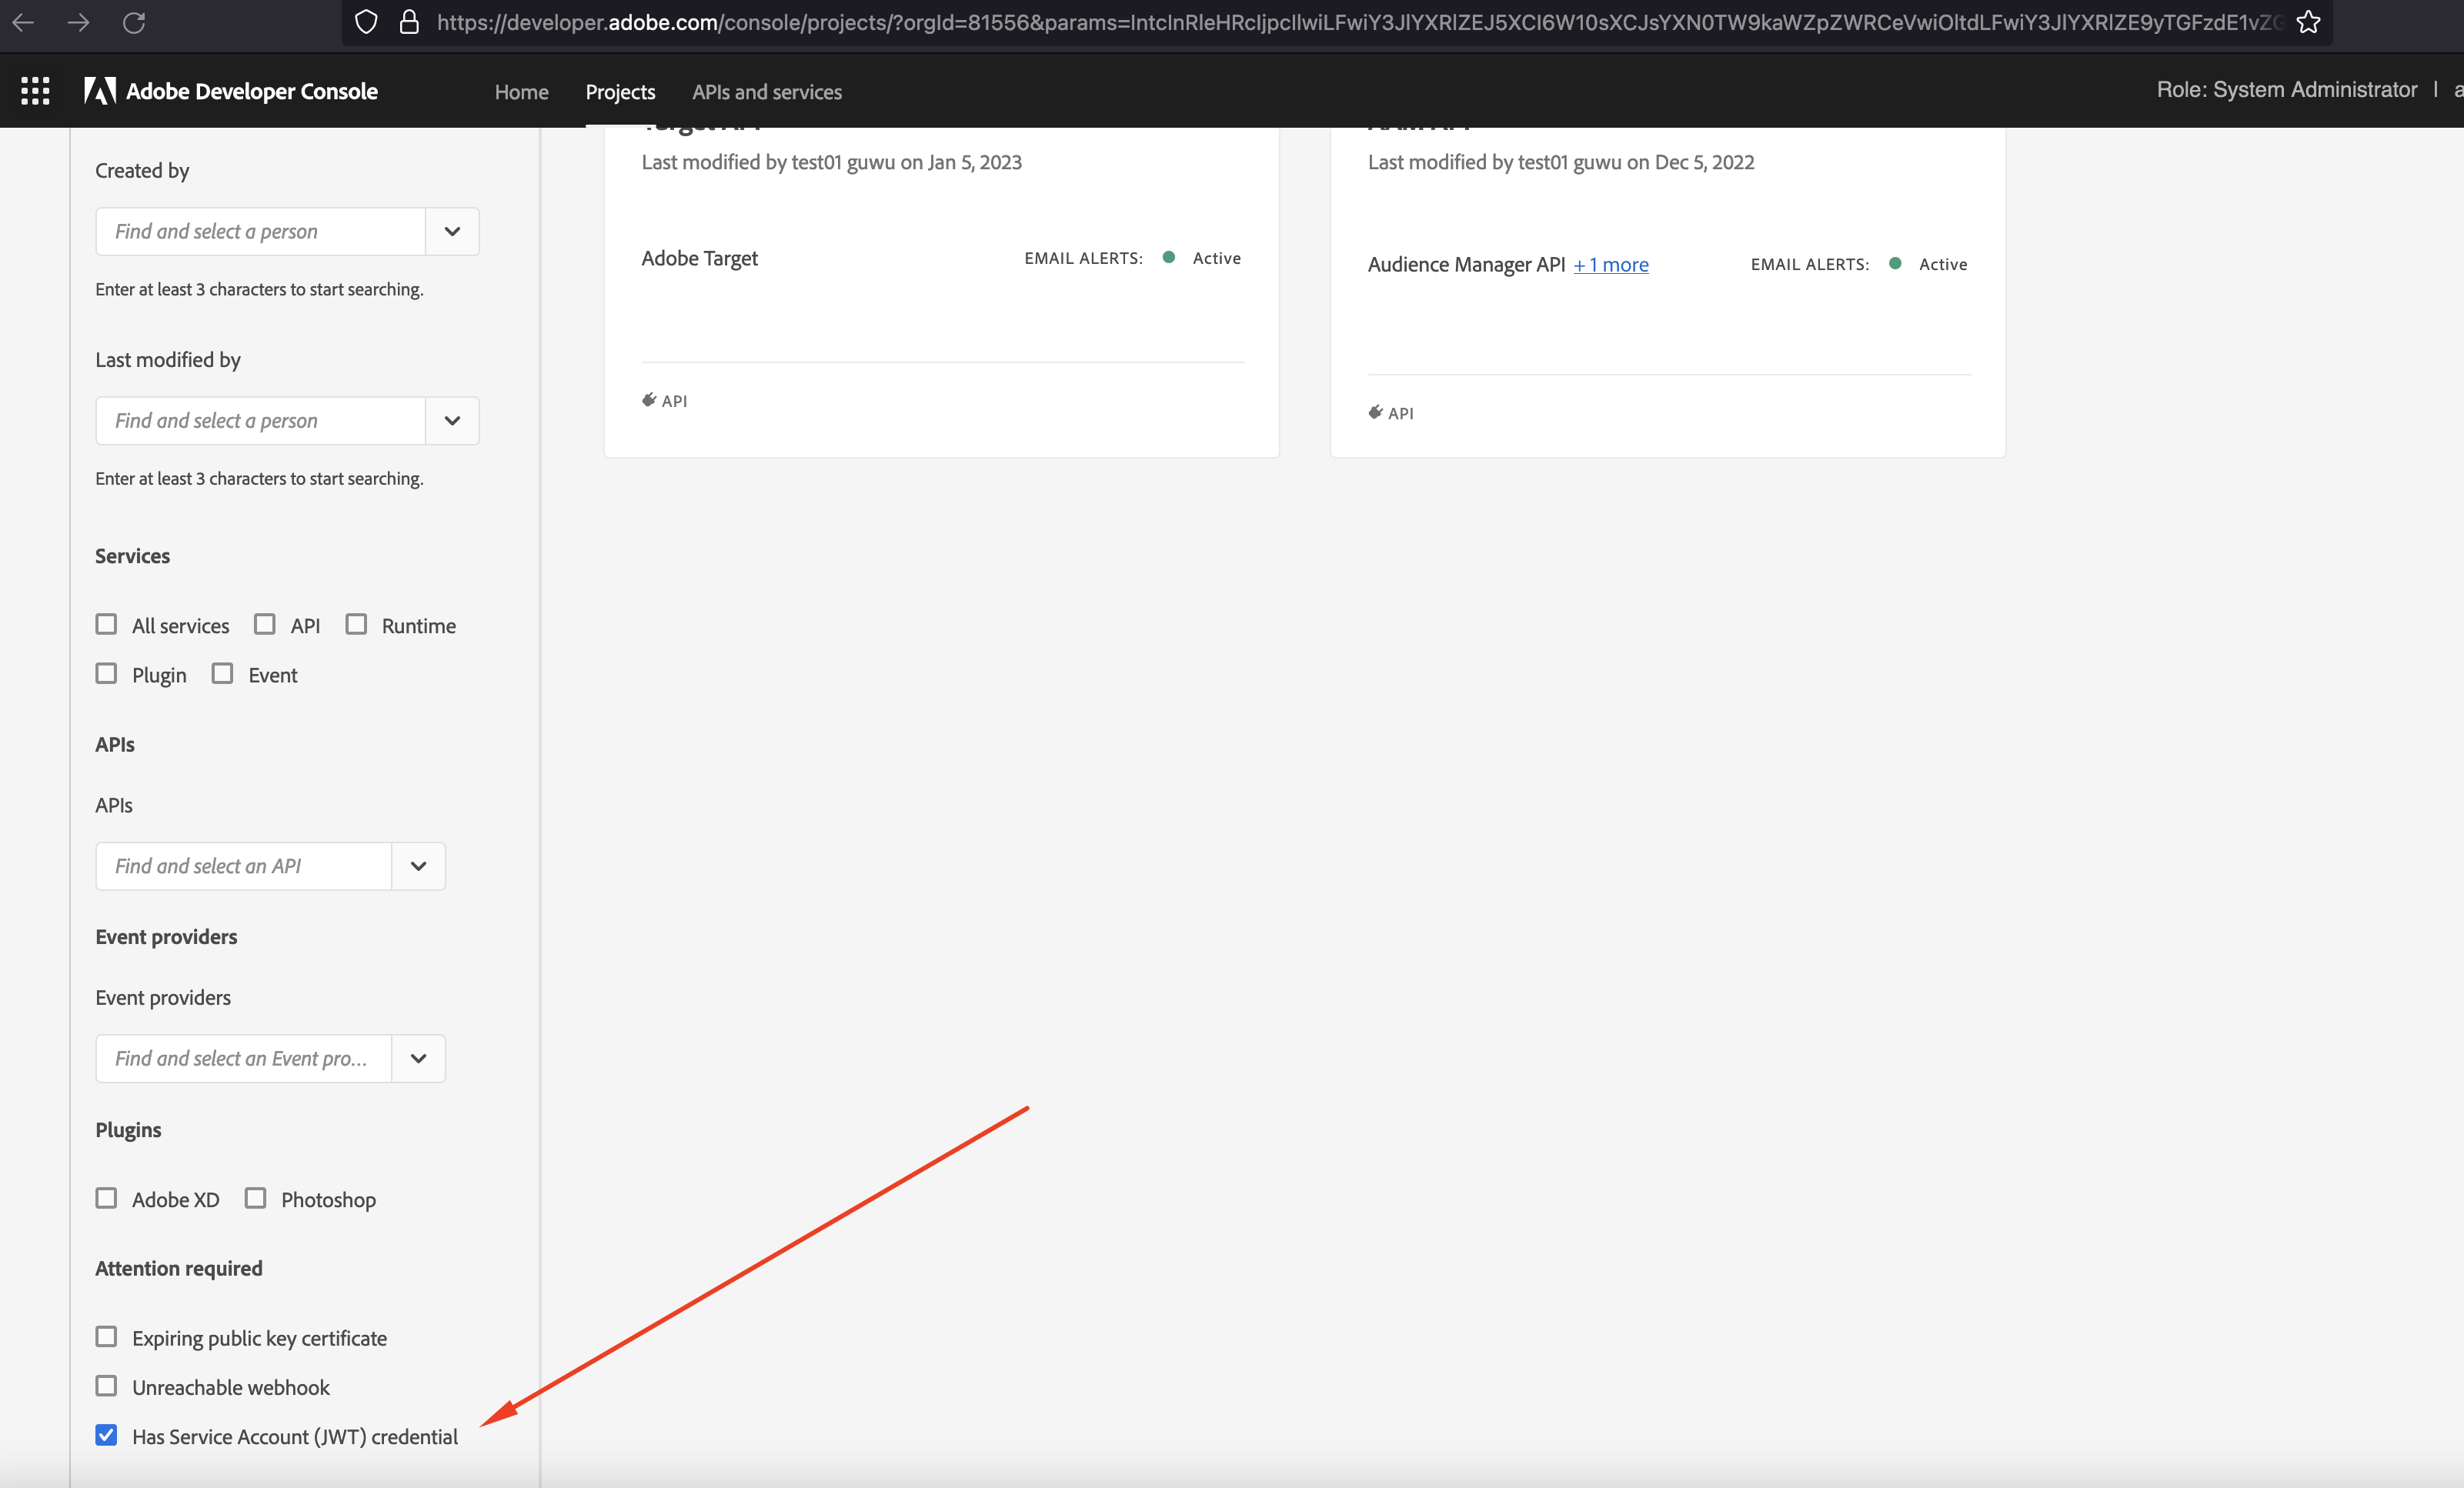 https://developer.adobe.com/console/projects/?orgId=81556&params=
Adobe Developer Console
Home
Projects
APIs and services
Role: System Administrator
Created by
Find and select a person
Enter at least 3 characters to start searching.
Last modified by
Find and select a person
Enter at least 3 characters to start searching.
Services
All services API Runtime
Plugin Event
APIs
APIs
Find and select an API
Event providers
Event providers
Find and select an Event pro...
Plugins
Adobe XD Photoshop
Attention required
Expiring public key certificate
Unreachable webhook
Has Service Account (JWT) credential
Target API
Last modified by test01 guwu on Jan 5, 2023
Adobe Target
EMAIL ALERTS: Active
API
AAM API
Last modified by test01 guwu on Dec 5, 2022
Audience Manager API + 1 more
EMAIL ALERTS: Active
API